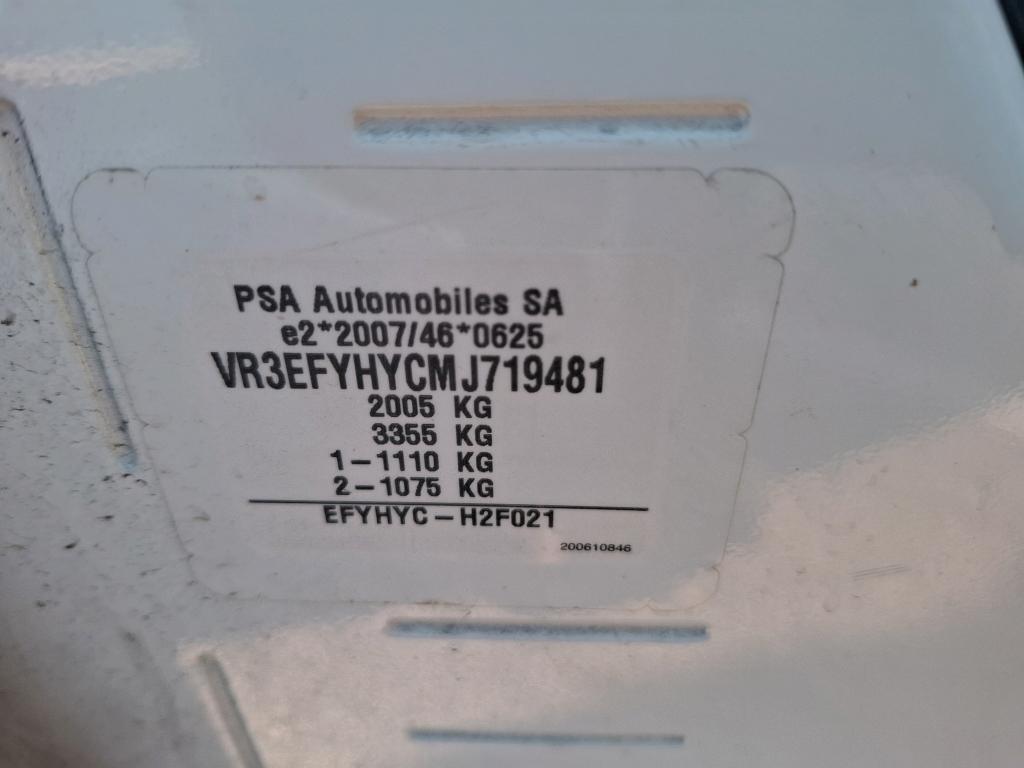 PSA Automobiles SA
e2*2007/46*0625
VR3EFYHYCMJ719481
2005 KG
3355 KG
1-1110 KG
2-1075 KG
EFYHYC-H2F021
200610846